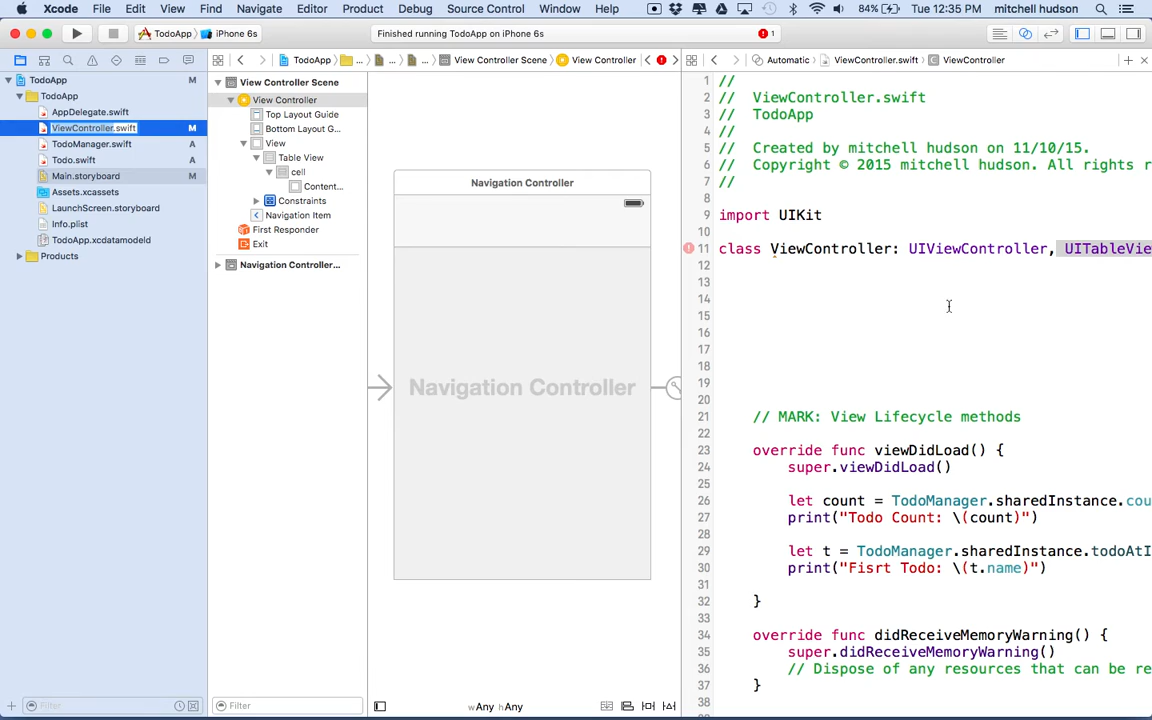 Xcode File Edit View Find Navigate Editor Product Debug Source Control Window Help 84% Tue 12:35 PM mitchell hudson
TodoApp iPhone 6s Finished running TodoApp on iPhone 6s 1
TodoApp ... ... View Controller Scene View Controller Automatic ViewController.swift ViewController
TodoApp M
TodoApp
AppDelegate.swift
ViewController.swift M
TodoManager.swift A
Todo.swift A
Main.storyboard M
Assets.xcassets
LaunchScreen.storyboard
Info.plist
TodoApp.xcdatamodeld
Products
Filter
View Controller Scene
View Controller
Top Layout Guide
Bottom Layout G...
View
Table View
cell
Content...
Constraints
Navigation Item
First Responder
Exit
Navigation Controller...
Filter
Navigation Controller
Navigation Controller
wAny hAny
1 //
2 // ViewController.swift
3 // TodoApp
4 //
5 // Created by mitchell hudson on 11/10/15.
6 // Copyright © 2015 mitchell hudson. All rights r
7 //
8
9 import UIKit
10
11 class ViewController: UIViewController, UITableVie
12
13
14
15
16
17
18
19
20
21 // MARK: View Lifecycle methods
22
23 override func viewDidLoad() {
24 super.viewDidLoad()
25
26 let count = TodoManager.sharedInstance.cou
27 print("Todo Count: \(count)")
28
29 let t = TodoManager.sharedInstance.todoAtI
30 print("Fisrt Todo: \(t.name)")
31
32 }
33
34 override func didReceiveMemoryWarning() {
35 super.didReceiveMemoryWarning()
36 // Dispose of any resources that can be re
37 }
38